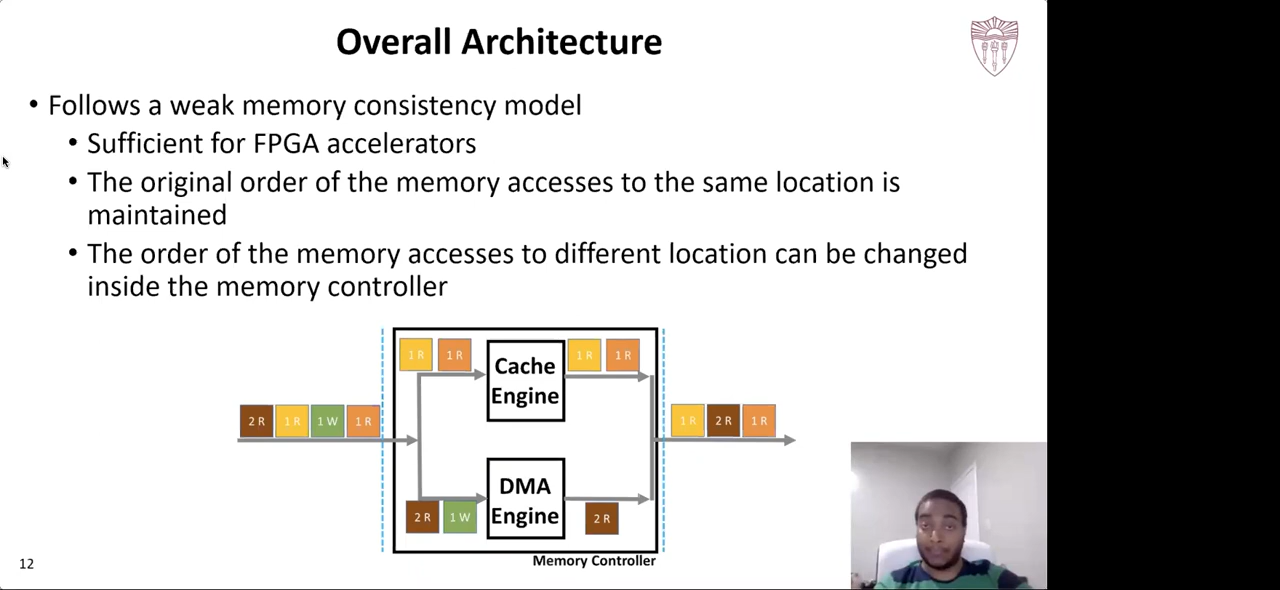 Overall Architecture
• Follows a weak memory consistency model
• Sufficient for FPGA accelerators
• The original order of the memory accesses to the same location is
maintained
• The order of the memory accesses to different location can be changed
inside the memory controller
1 R 1 R
Cache
Engine
1 R 1 R
2 R 1 R 1 W 1 R
1 R 2 R 1 R
2 R 1 W
DMA
Engine
2 R
Memory Controller
12